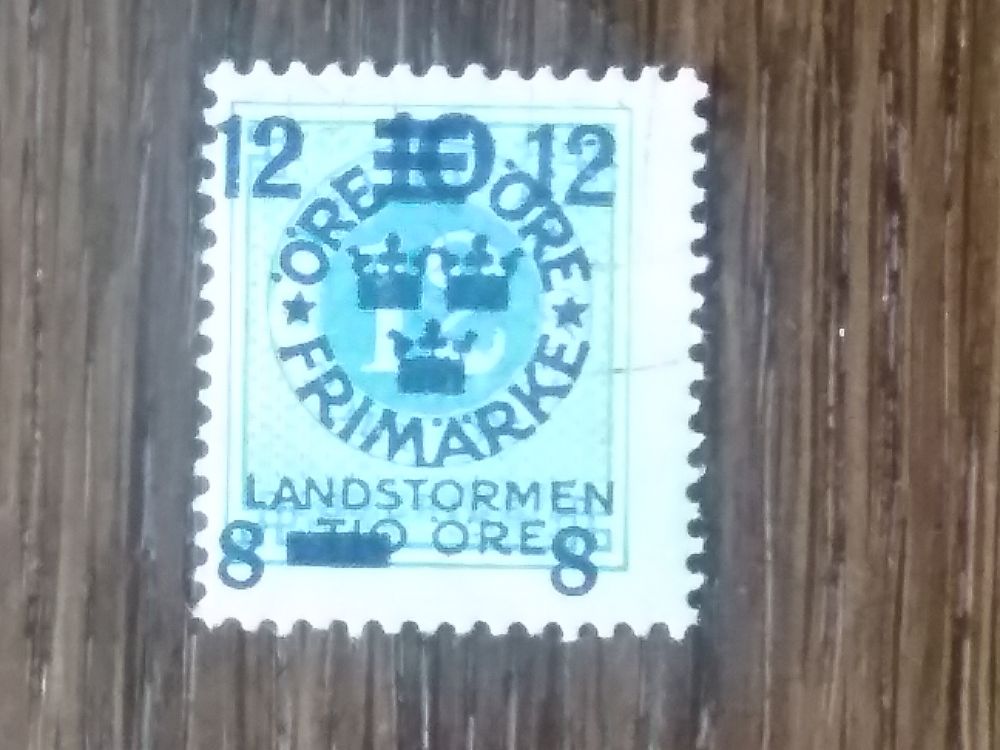 12 10 12
ÖRE ÖRE
FRIMÄRKE
LANDSTORMEN
TIO ÖRE
8 8